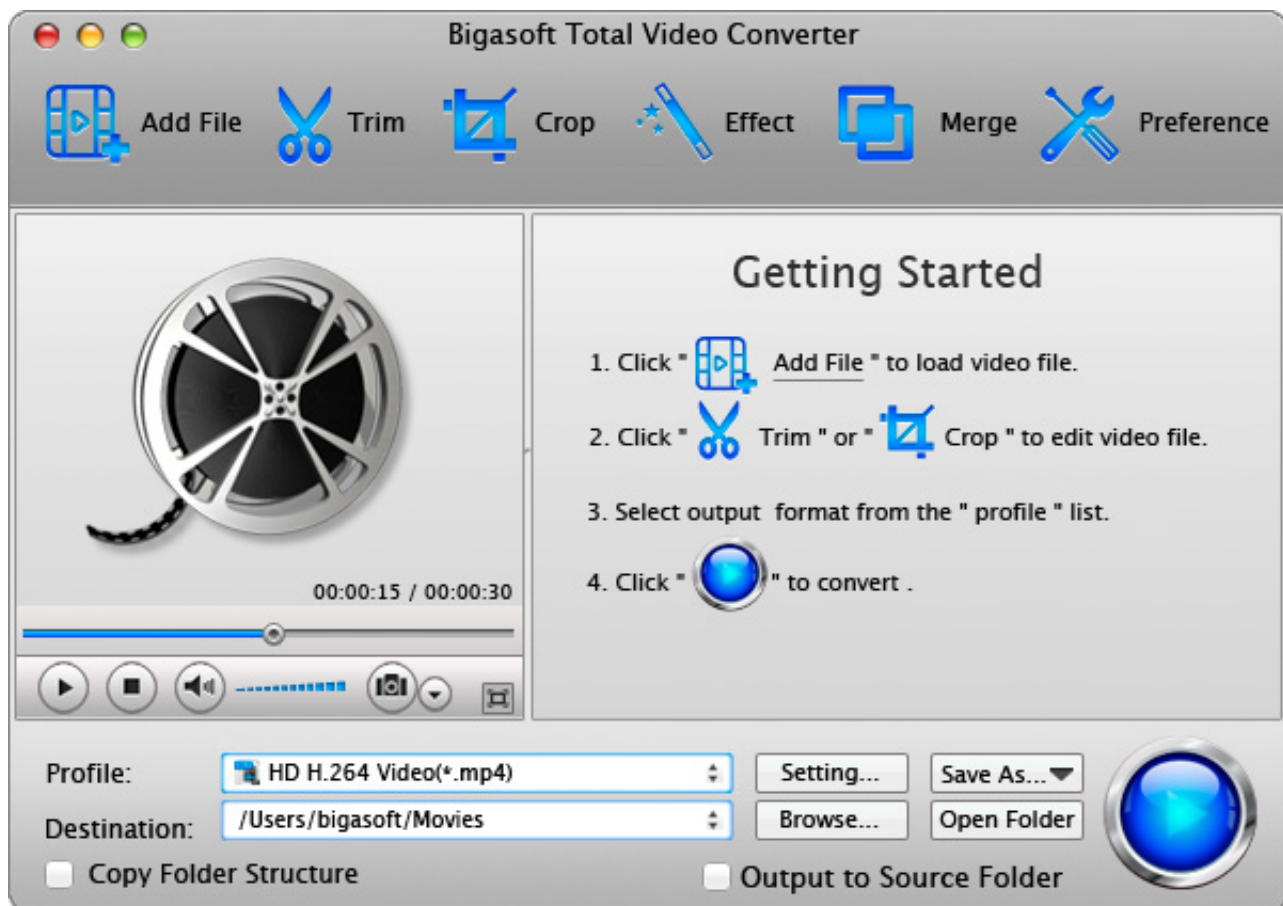 Bigasoft Total Video Converter
Add File Trim Crop Effect Merge Preference
Getting Started
1. Click " Add File " to load video file.
2. Click " Trim " or " Crop " to edit video file.
3. Select output format from the " profile " list.
4. Click " " to convert .
00:00:15 / 00:00:30
Profile: HD H.264 Video(*.mp4) Setting... Save As...
Destination: /Users/bigasoft/Movies Browse... Open Folder
Copy Folder Structure Output to Source Folder